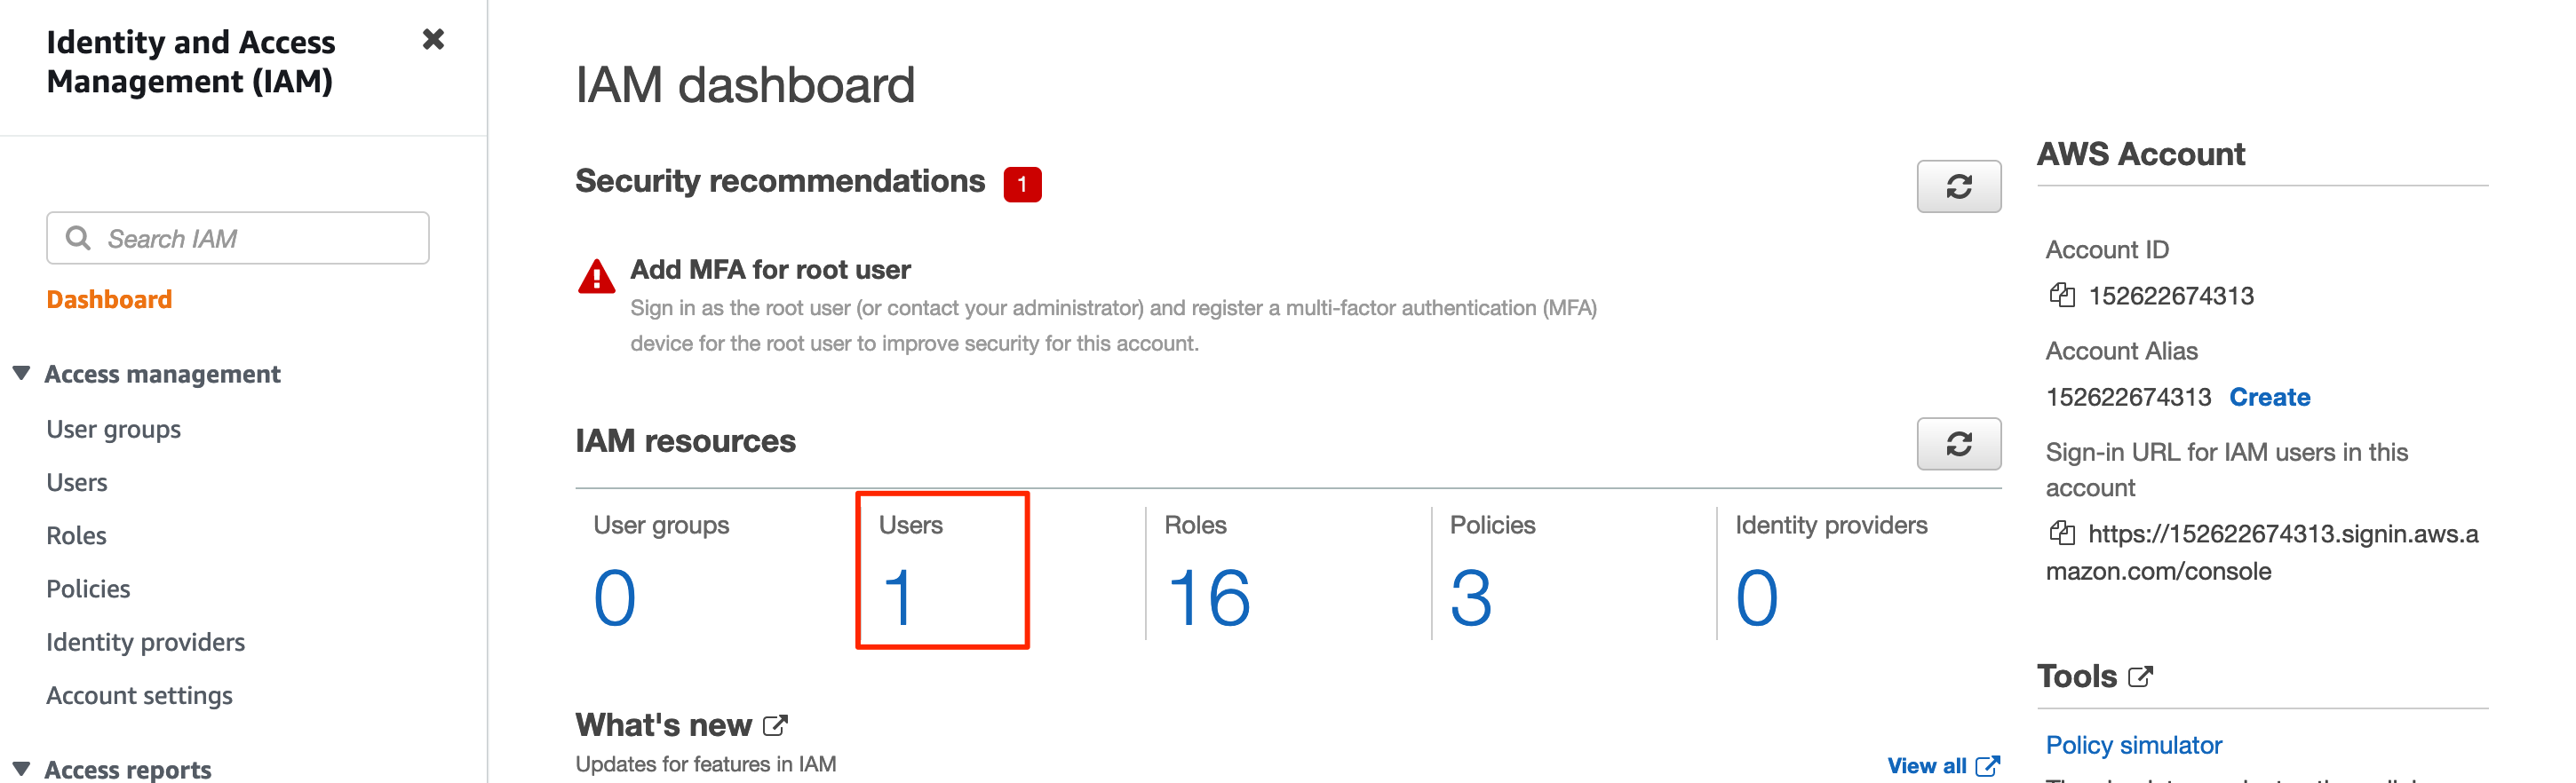 Identity and Access
Management (IAM)
Search IAM
Dashboard
Access management
User groups
Users
Roles
Policies
Identity providers
Account settings
Access reports
IAM dashboard
Security recommendations 1
Add MFA for root user
Sign in as the root user (or contact your administrator) and register a multi-factor authentication (MFA)
device for the root user to improve security for this account.
IAM resources
User groups
0
Users
1
Roles
16
Policies
3
Identity providers
0
What's new
Updates for features in IAM
View all
AWS Account
Account ID
152622674313
Account Alias
152622674313 Create
Sign-in URL for IAM users in this
account
https://152622674313.signin.aws.a
mazon.com/console
Tools
Policy simulator